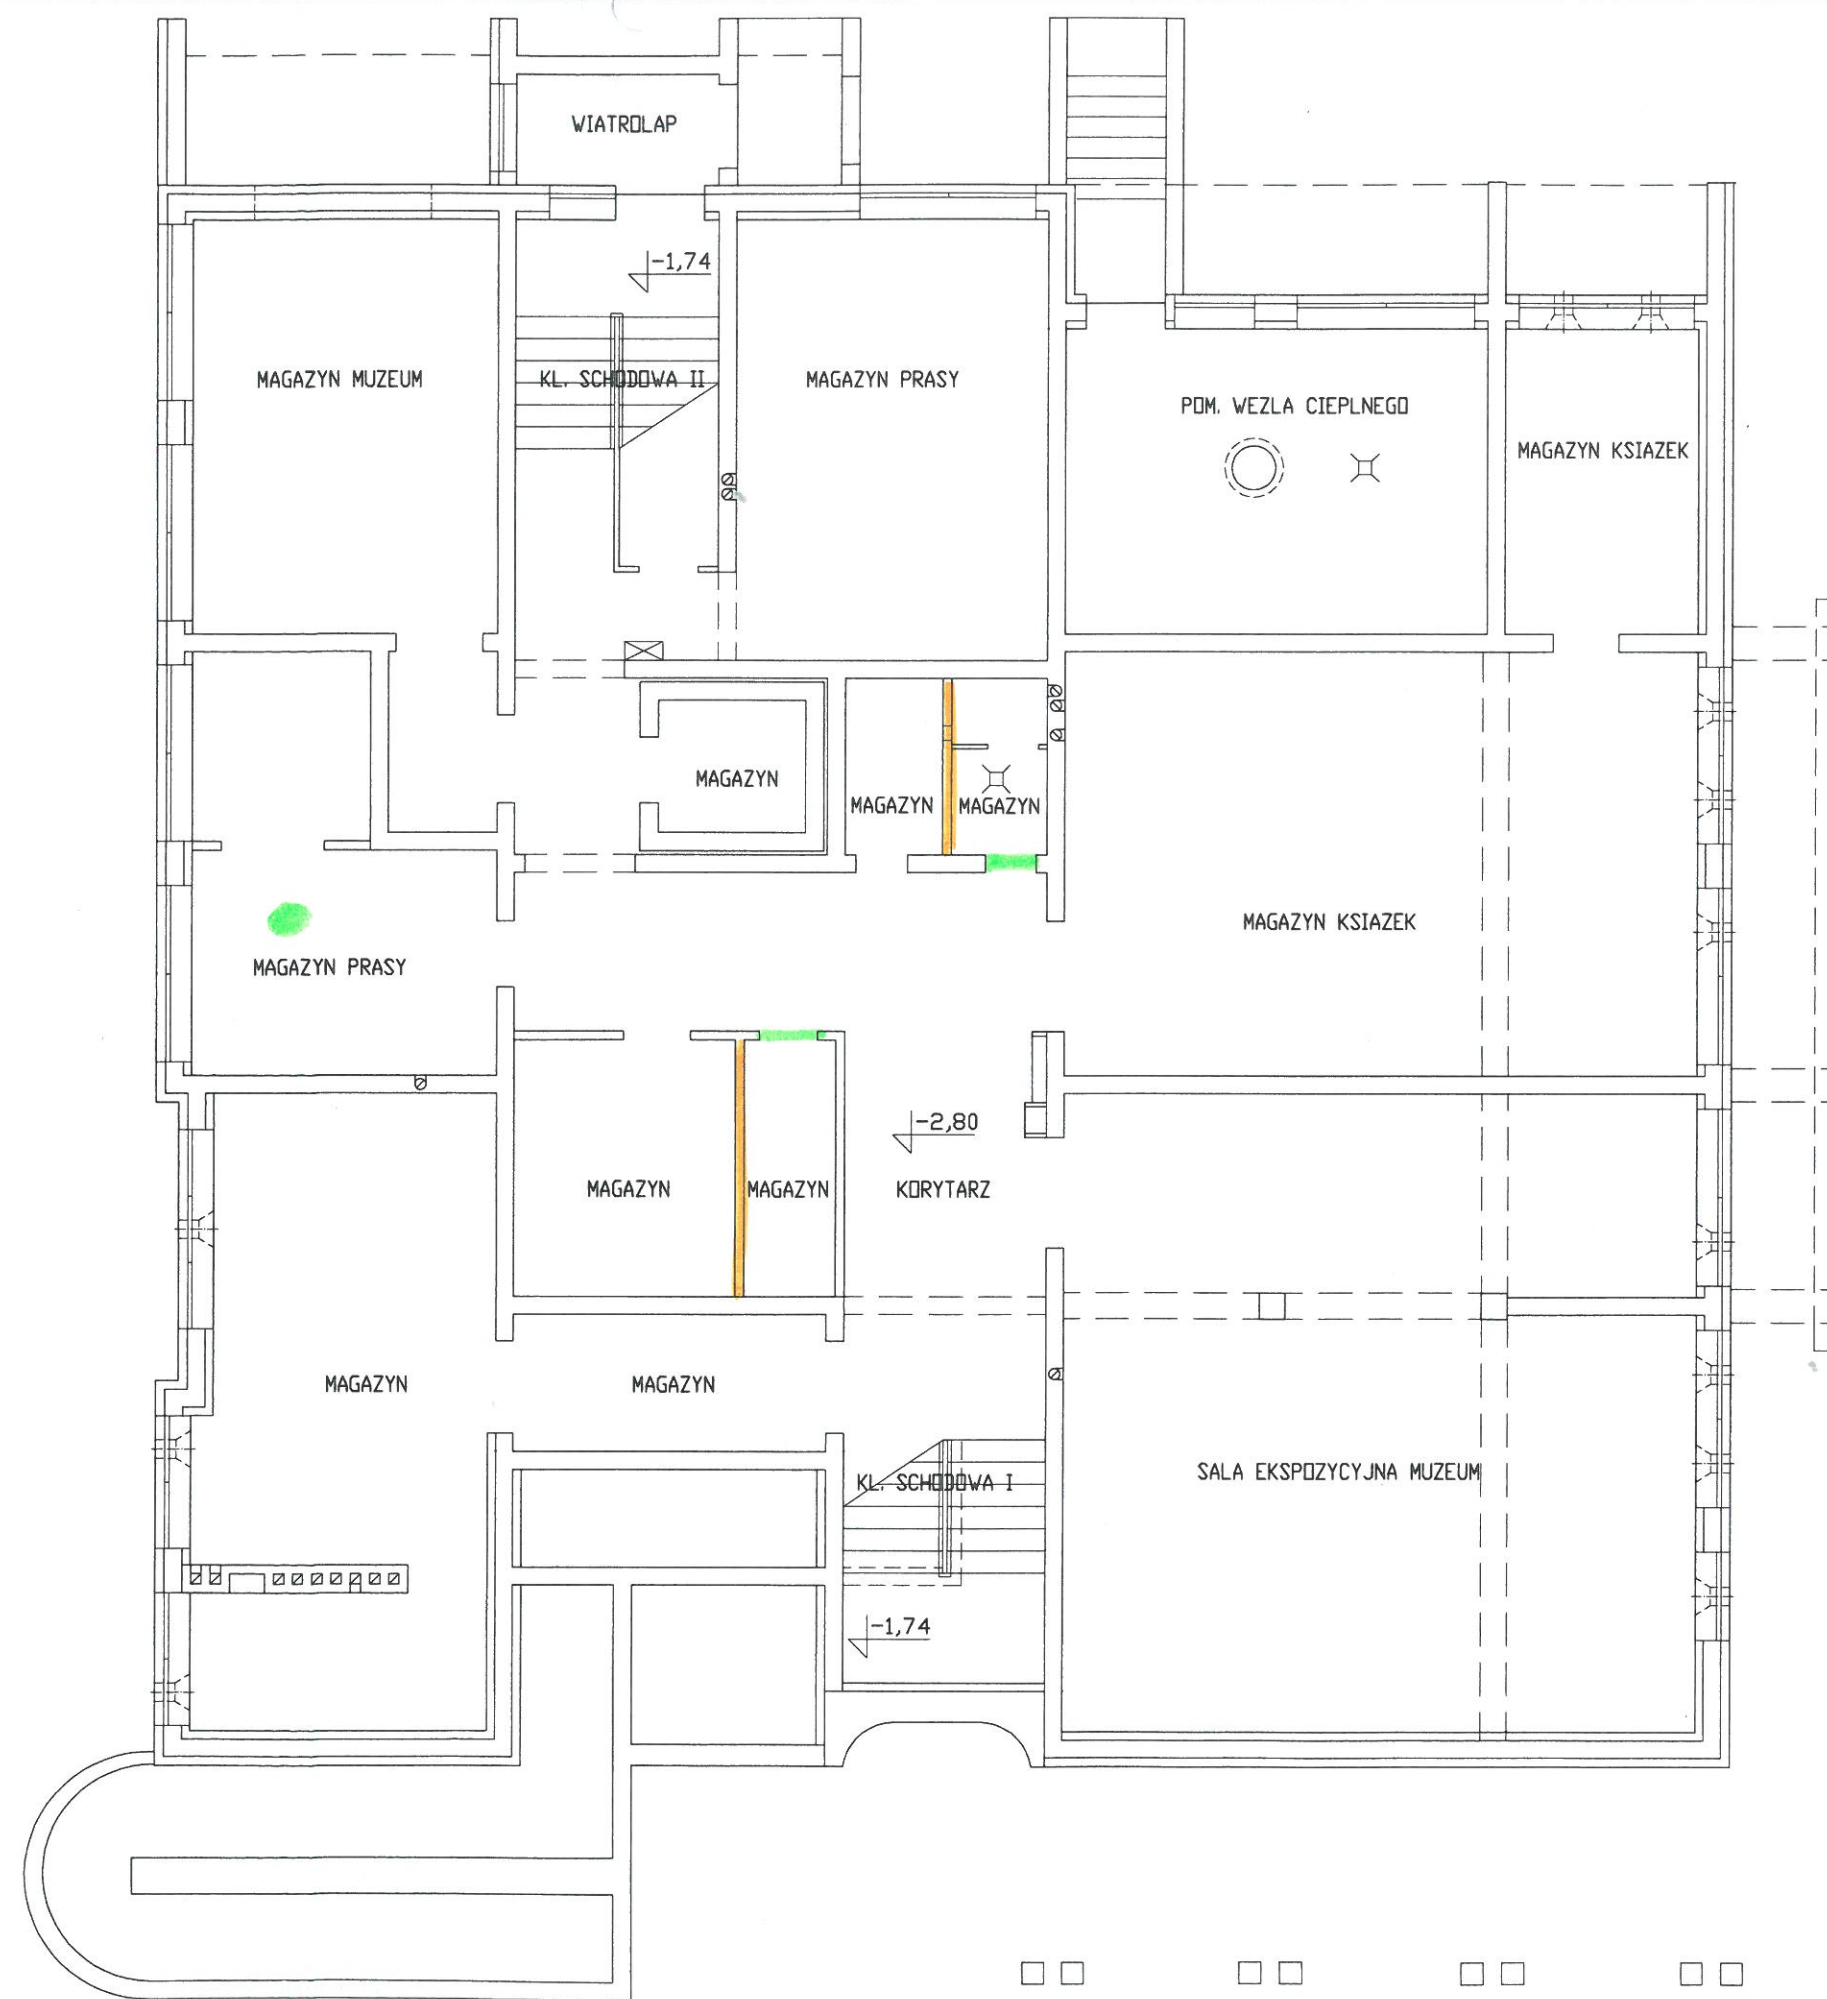 WIATROLAP
-1,74
MAGAZYN MUZEUM
KL. SCHODOWA II
MAGAZYN PRASY
POM. WEZLA CIEPLNEGO
MAGAZYN KSIAZEK
MAGAZYN
MAGAZYN
MAGAZYN
MAGAZYN KSIAZEK
MAGAZYN PRASY
-2,80
MAGAZYN
MAGAZYN
KORYTARZ
MAGAZYN
MAGAZYN
KL. SCHODOWA I
SALA EKSPOZYCYJNA MUZEUM
-1,74